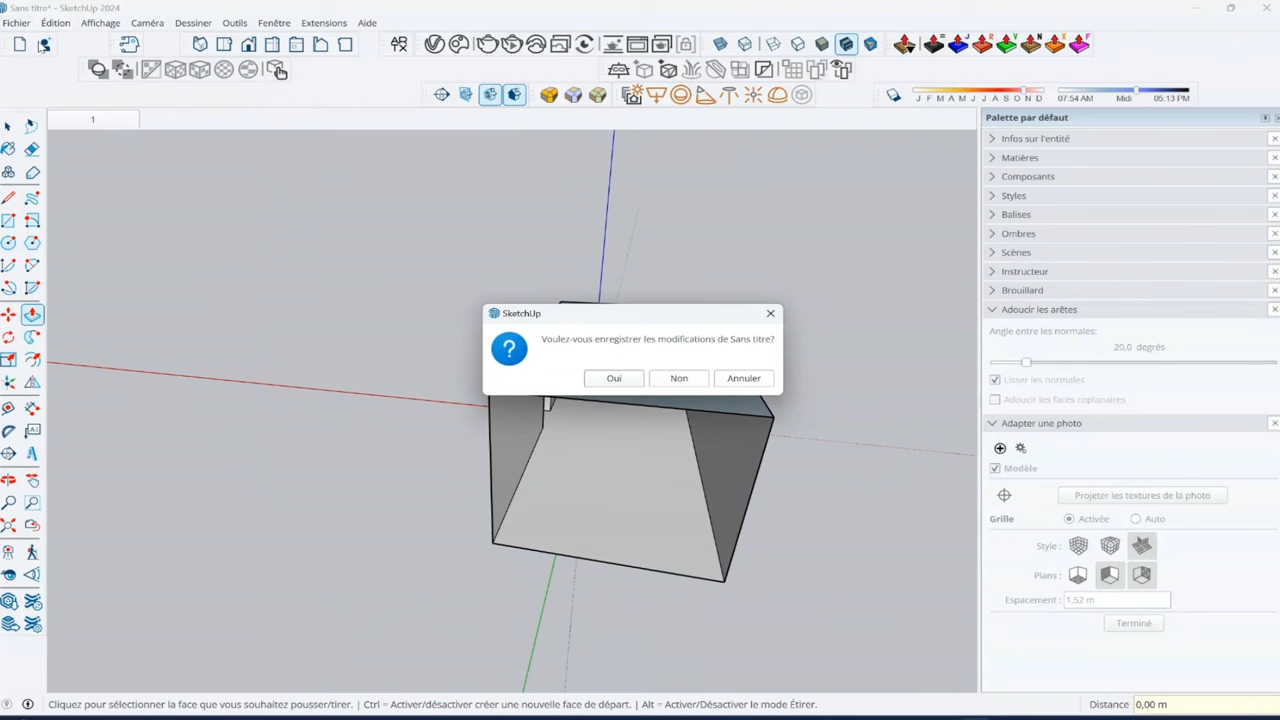 Sans titre* - SketchUp 2024
Fichier Édition Affichage Caméra Dessiner Outils Fenêtre Extensions Aide
AR
= J R V N X F
J F M A M J J A S O N D 07:54 AM Midi 05:13 PM
1
Palette par défaut
Infos sur l'entité
Matières
Composants
Styles
Balises
Ombres
Scènes
Instructeur
Brouillard
Adoucir les arêtes
Angle entre les normales:
20,0 degrés
Lisser les normales
Adoucir les faces coplanaires
Adapter une photo
Modèle
Projeter les textures de la photo
Grille Activée Auto
Style :
Plans :
Espacement : 1,52 m
Terminé
SketchUp
Voulez-vous enregistrer les modifications de Sans titre?
Oui Non Annuler
Cliquez pour sélectionner la face que vous souhaitez pousser/tirer. | Ctrl = Activer/désactiver créer une nouvelle face de départ. | Alt = Activer/Désactiver le mode Étirer.
Distance 0,00 m